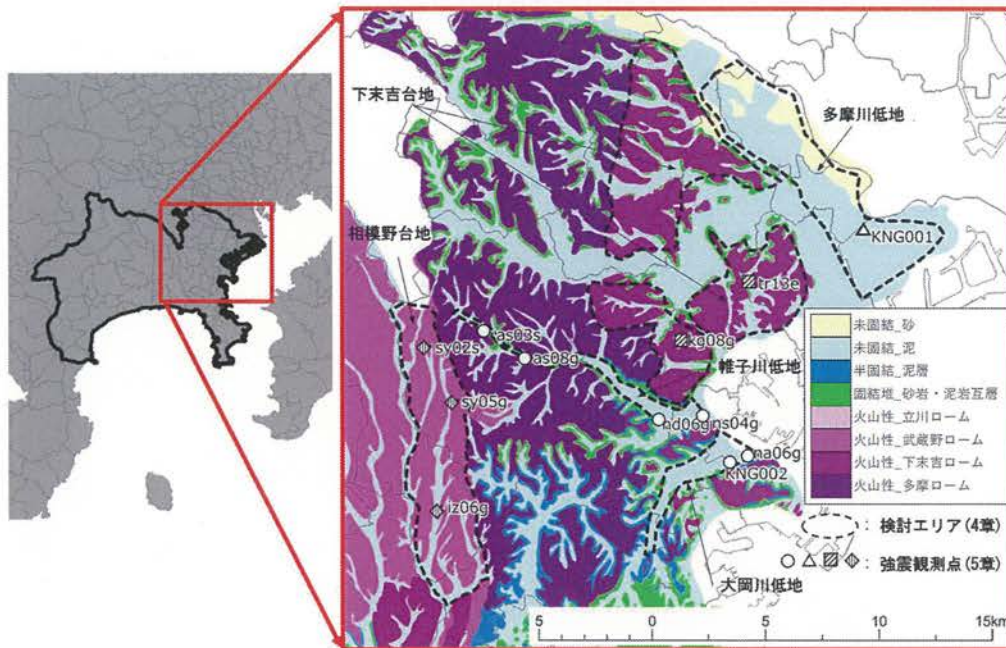 下末吉台地
多摩川低地
KNG001
相模野台地
tr13e
as03s
sy02s
kg08g
as08g
帷子川低地
sy05g
hd06g
ns04g
na06g
KNG002
iz06g
大岡川低地
未固結_砂
未固結_泥
半固結_泥層
固結堆_砂岩・泥岩互層
火山性_立川ローム
火山性_武蔵野ローム
火山性_下末吉ローム
火山性_多摩ローム
: 検討エリア(4章)
: 強震観測点(5章)
5 0 5 10 15km